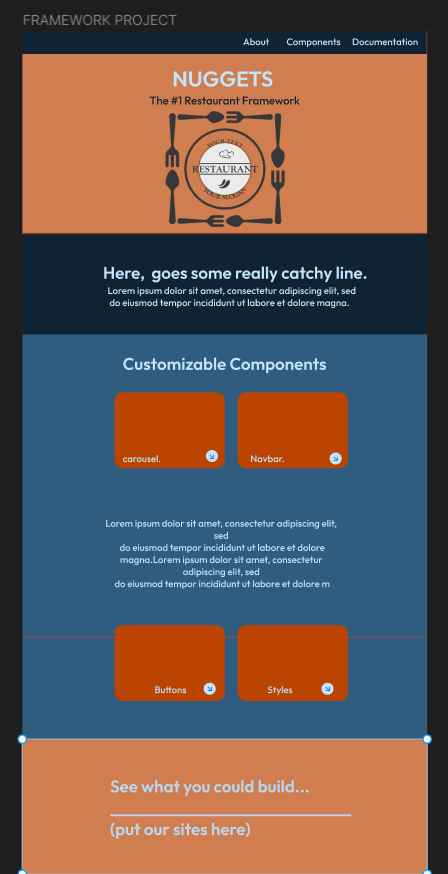 FRAMEWORK PROJECT
About Components Documentation
NUGGETS
The #1 Restaurant Framework
YOUR TEXT
RESTAURANT
YOUR SLOGAN
Here, goes some really catchy line.
Lorem ipsum dolor sit amet, consectetur adipiscing elit, sed
do eiusmod tempor incididunt ut labore et dolore magna.
Customizable Components
carousel. Navbar.
Lorem ipsum dolor sit amet, consectetur adipiscing elit,
sed
do eiusmod tempor incididunt ut labore et dolore
magna.Lorem ipsum dolor sit amet, consectetur
adipiscing elit, sed
do eiusmod tempor incididunt ut labore et dolore m
Buttons Styles
See what you could build...
(put our sites here)